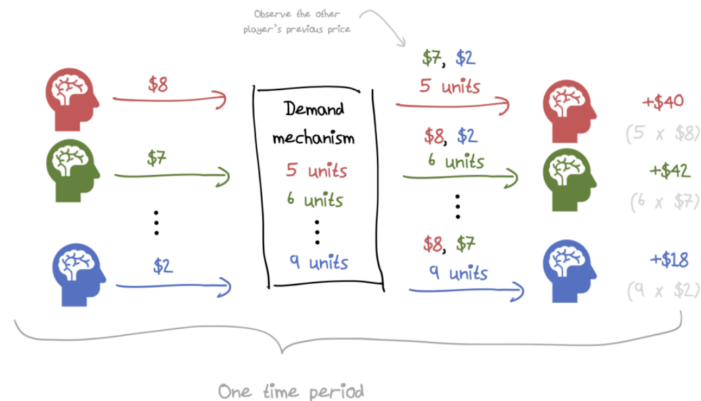 Observe the other
player's previous price
$7, $2
$8
5 units
+$40
(5 x $8)
Demand
mechanism
$8, $2
$7
5 units
6 units
+$42
6 units
(6 x $7)
$8, $7
$2
9 units
9 units
+$18
(9 x $2)
One time period